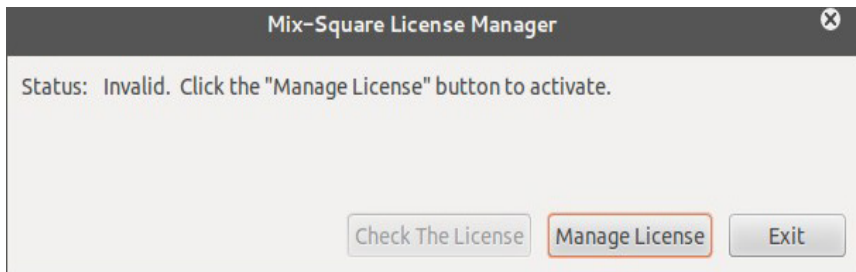 Mix-Square License Manager
Status: Invalid. Click the "Manage License" button to activate.
Check The License Manage License Exit